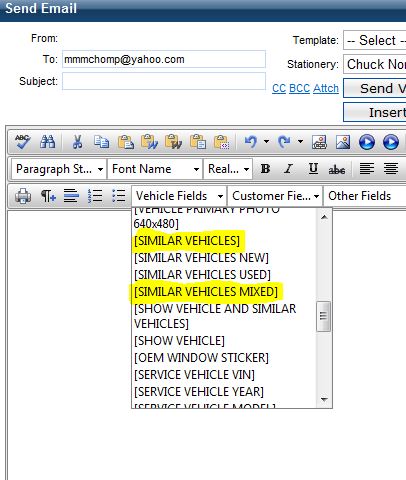 Send Email
From:
Template: -- Select --
To: mmmchomp@yahoo.com
Stationery: Chuck Nor
Subject:
CC BCC Attch Send V
Insert
Paragraph St... Font Name Real... B I U abc
Vehicle Fields Customer Fie... Other Fields
[VEHICLE PRIMARY PHOTO
640x480]
[SIMILAR VEHICLES]
[SIMILAR VEHICLES NEW]
[SIMILAR VEHICLES USED]
[SIMILAR VEHICLES MIXED]
[SHOW VEHICLE AND SIMILAR
VEHICLES]
[SHOW VEHICLE]
[OEM WINDOW STICKER]
[SERVICE VEHICLE VIN]
[SERVICE VEHICLE YEAR]
[SERVICE VEHICLE MODEL]